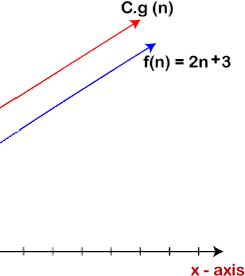 C.g (n)
f(n) = 2n+3
x - axis